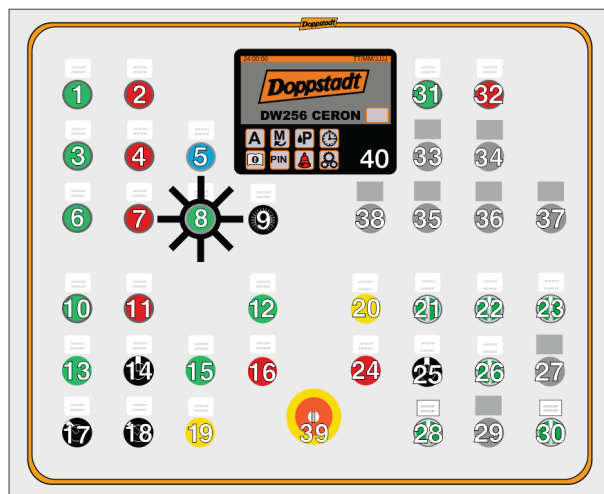 Doppstadt
24:00:00 TT/MM/JJJJ
Doppstadt
DW256 CERON
A M P
PIN
40
1 2 31 32
3 4 5 33 34
6 7 8 9 38 35 36 37
10 11 12 20 21 22 23
13 14 15 16 24 25 26 27
17 18 19 39 28 29 30